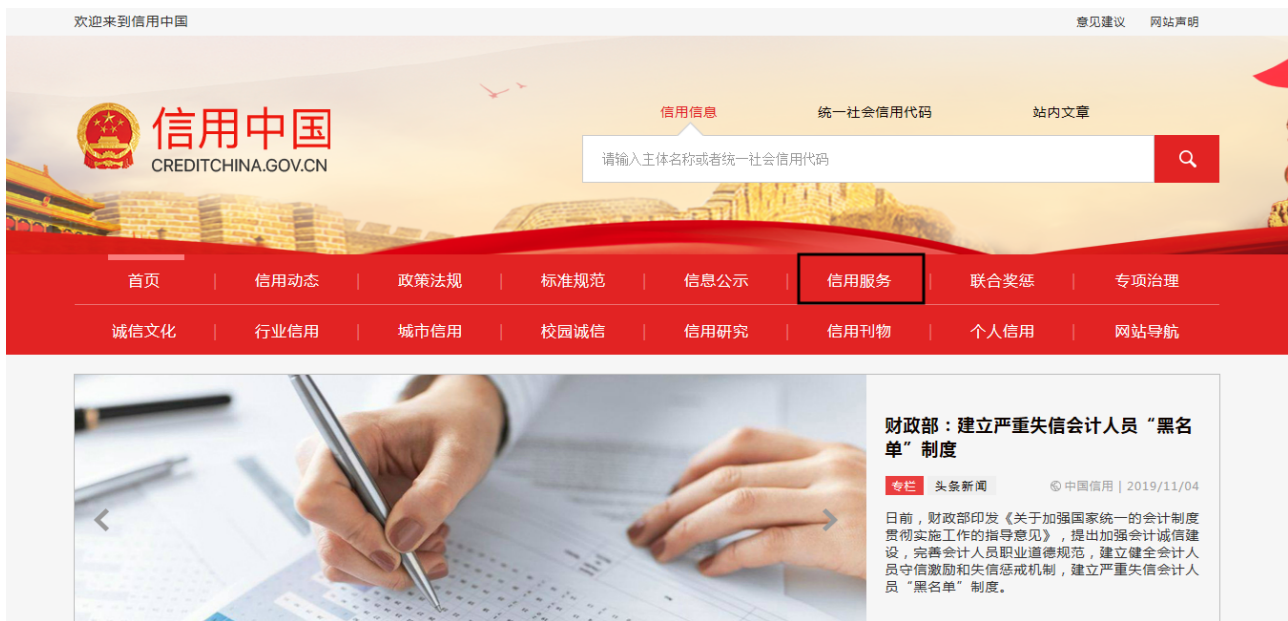 欢迎来到信用中国
意见建议 网站声明
信用中国
CREDITCHINA.GOV.CN
信用信息 统一社会信用代码 站内文章
请输入主体名称或者统一社会信用代码
首页 信用动态 政策法规 标准规范 信息公示 信用服务 联合奖惩 专项治理
诚信文化 行业信用 城市信用 校园诚信 信用研究 信用刊物 个人信用 网站导航
财政部：建立严重失信会计人员“黑名
单”制度
专栏 头条新闻 中国信用 | 2019/11/04
日前，财政部印发《关于加强国家统一的会计制度
贯彻实施工作的指导意见》，提出加强会计诚信建
设，完善会计人员职业道德规范，建立健全会计人
员守信激励和失信惩戒机制，建立严重失信会计人
员“黑名单”制度。